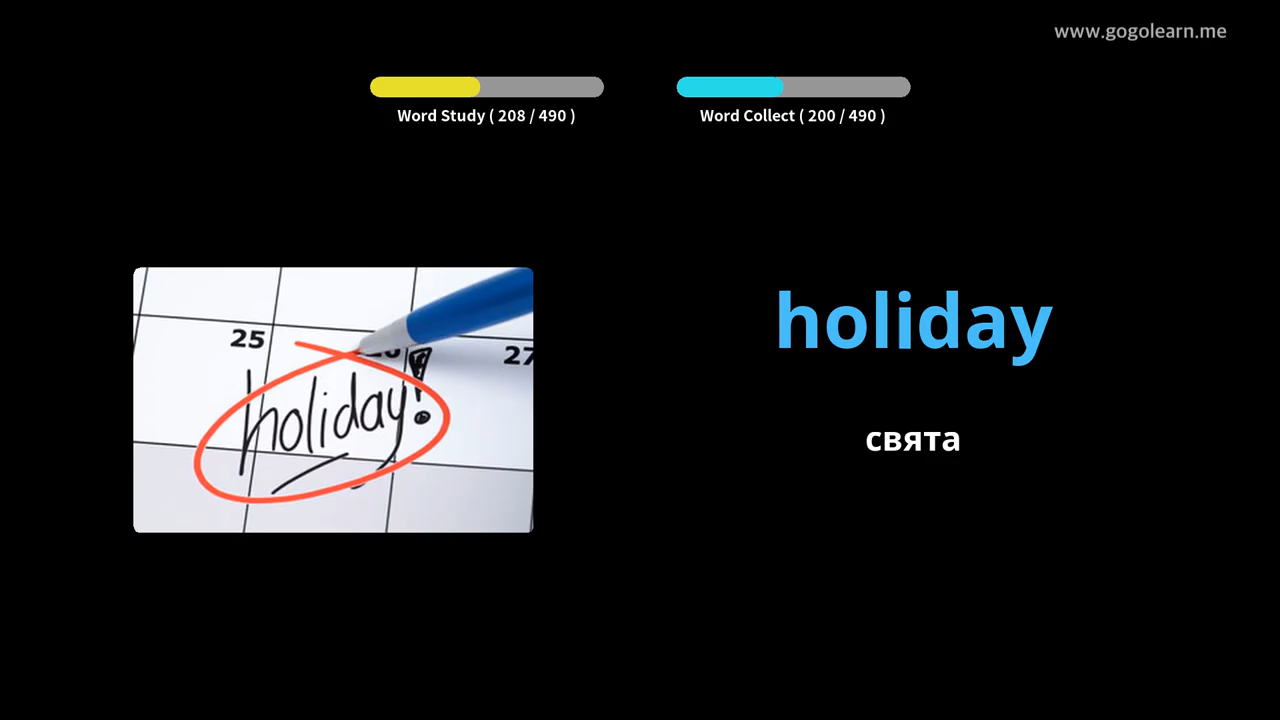 www.gogolearn.me
Word Study ( 208 / 490 )
Word Collect ( 200 / 490 )
25
27
holiday!
holiday
свята